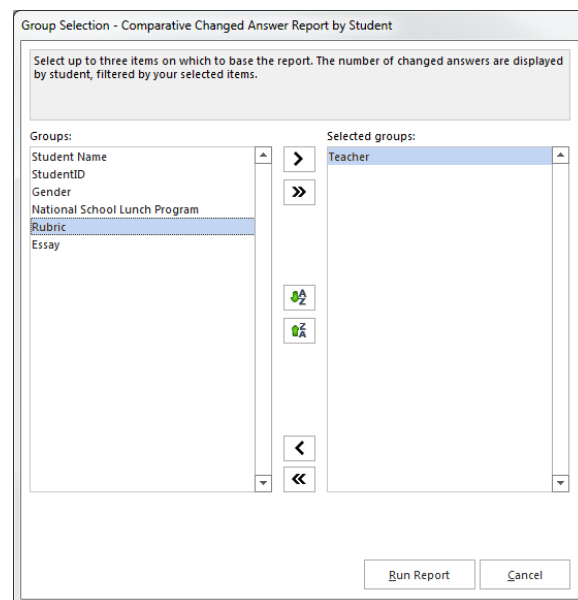 Group Selection - Comparative Changed Answer Report by Student
Select up to three items on which to base the report. The number of changed answers are displayed
by student, filtered by your selected items.
Groups:
Student Name
StudentID
Gender
National School Lunch Program
Rubric
Essay
Selected groups:
Teacher
A
Z
Z
A
Run Report
Cancel